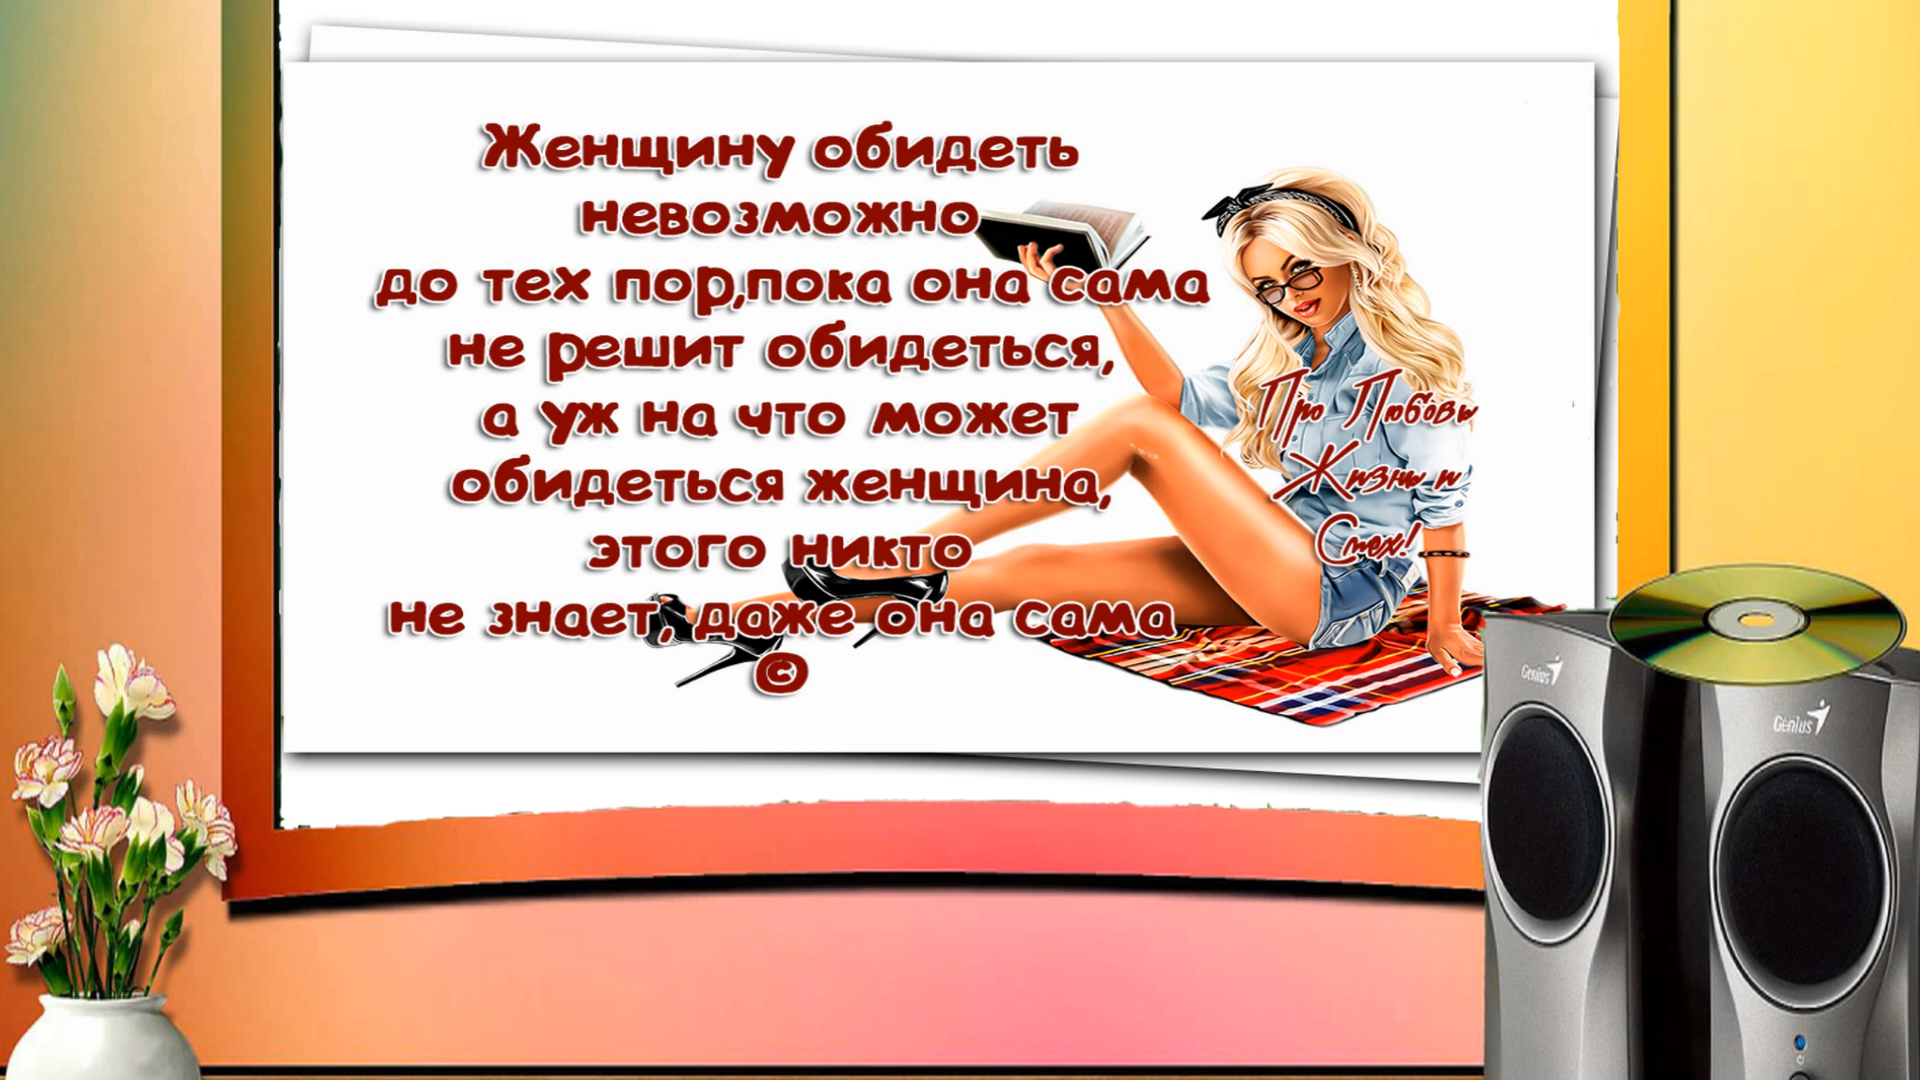 Женщину обидеть
невозможно
до тех пор,пока она сама
не решит обидеться,
а уж на что может
обидеться женщина,
этого никто
не знает, даже она сама
©
Про Любовь
Жизнь и
Смех!
Genius
Genius